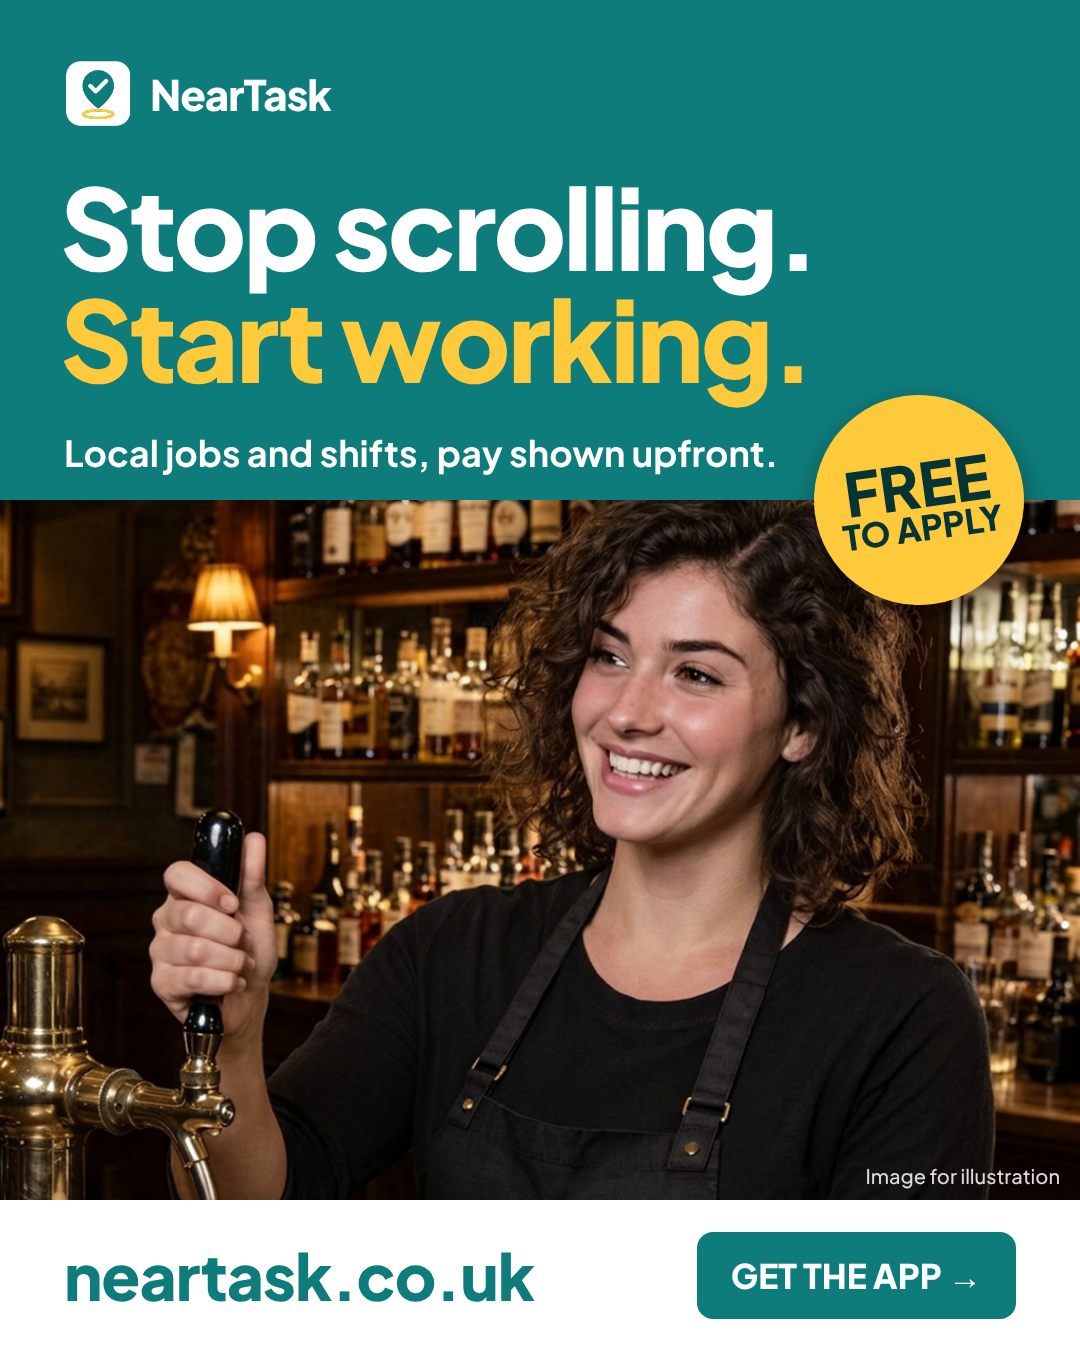 NearTask
Stop scrolling.
Start working.
Local jobs and shifts, pay shown upfront.
FREE
TO APPLY
Image for illustration
neartask.co.uk
GET THE APP →